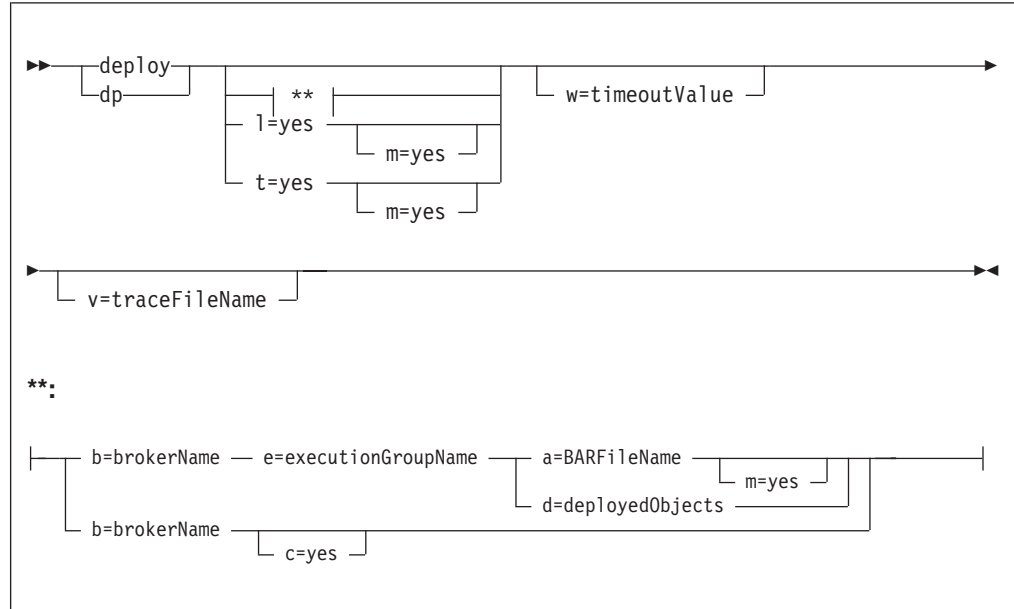 deploy
dp
**
l=yes
m=yes
t=yes
m=yes
w=timeoutValue
v=traceFileName
**:
b=brokerName e=executionGroupName a=BARFileName
m=yes
d=deployedObjects
b=brokerName
c=yes